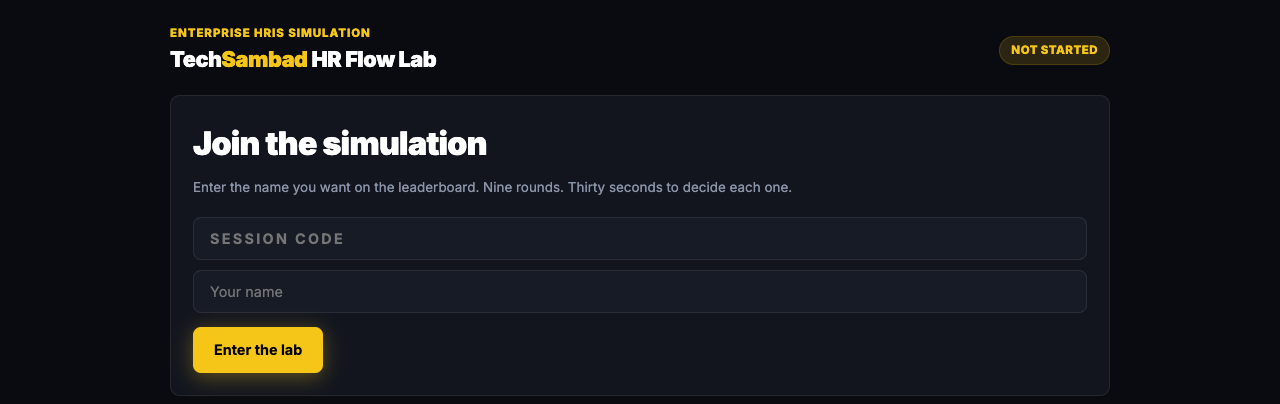 ENTERPRISE HRIS SIMULATION
TechSambad HR Flow Lab
NOT STARTED
Join the simulation
Enter the name you want on the leaderboard. Nine rounds. Thirty seconds to decide each one.
SESSION CODE
Your name
Enter the lab